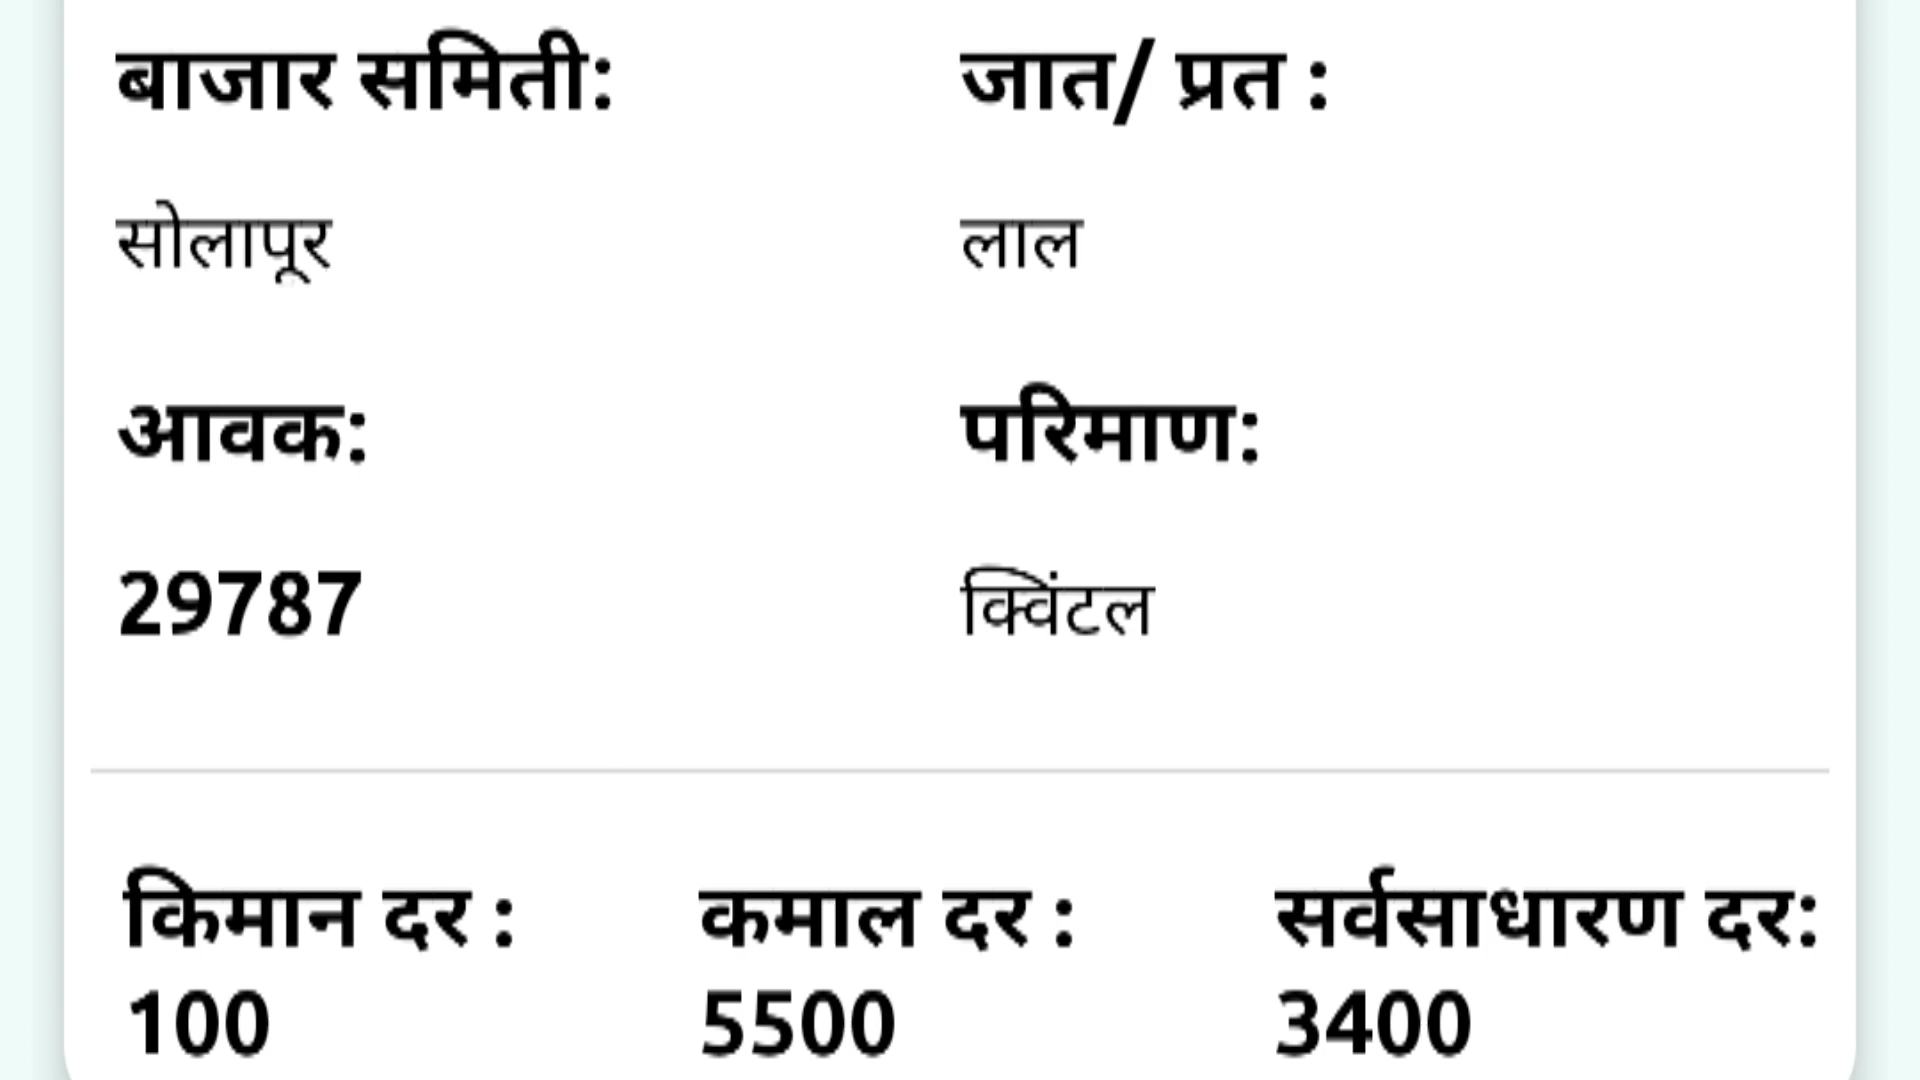 बाजार समिती: जात/ प्रत :
सोलापूर लाल
आवक: परिमाण:
29787 क्विंटल
किमान दर : कमाल दर : सर्वसाधारण दर:
100 5500 3400